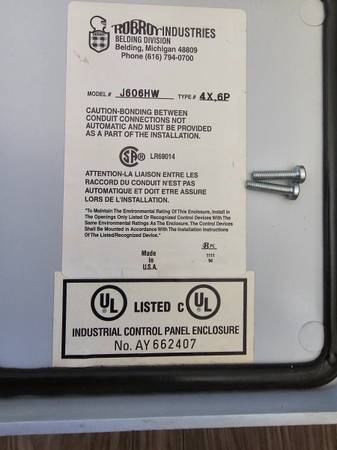 ROBROY INDUSTRIES
BELDING DIVISION
Belding, Michigan 48809
Phone (616) 794-0700
MODEL # J606HW TYPE # 4X,6P
CAUTION-BONDING BETWEEN
CONDUIT CONNECTIONS NOT
AUTOMATIC AND MUST BE PROVIDED
AS A PART OF THE INSTALLATION.
LR69014
ATTENTION-LA LIAISON ENTRE LES
RACCORD DU CONDUIT N'EST PAS
AUTOMATIQUE ET DOIT ETRE ASSURE
LORS DE L'INSTALLATION.
"To Maintain The Environmental Rating Of This Enclosure, Install In
The Openings Only Listed Or Recognized Control Devices With The
Same Environmental Ratings As The Enclosure. The Control Devices
Shall Be Mounted In Accordance With The Installation Instructions
Of The Listed/Recognized Device."
Made
In
U.S.A.
UL LISTED C UL
INDUSTRIAL CONTROL PANEL ENCLOSURE
No. AY 662407